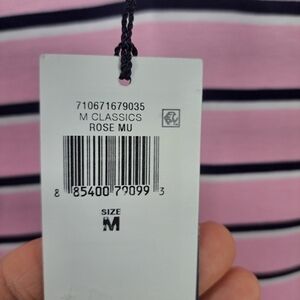 710671679035
M CLASSICS
ROSE MU
8 85400 79099 3
SIZE
M